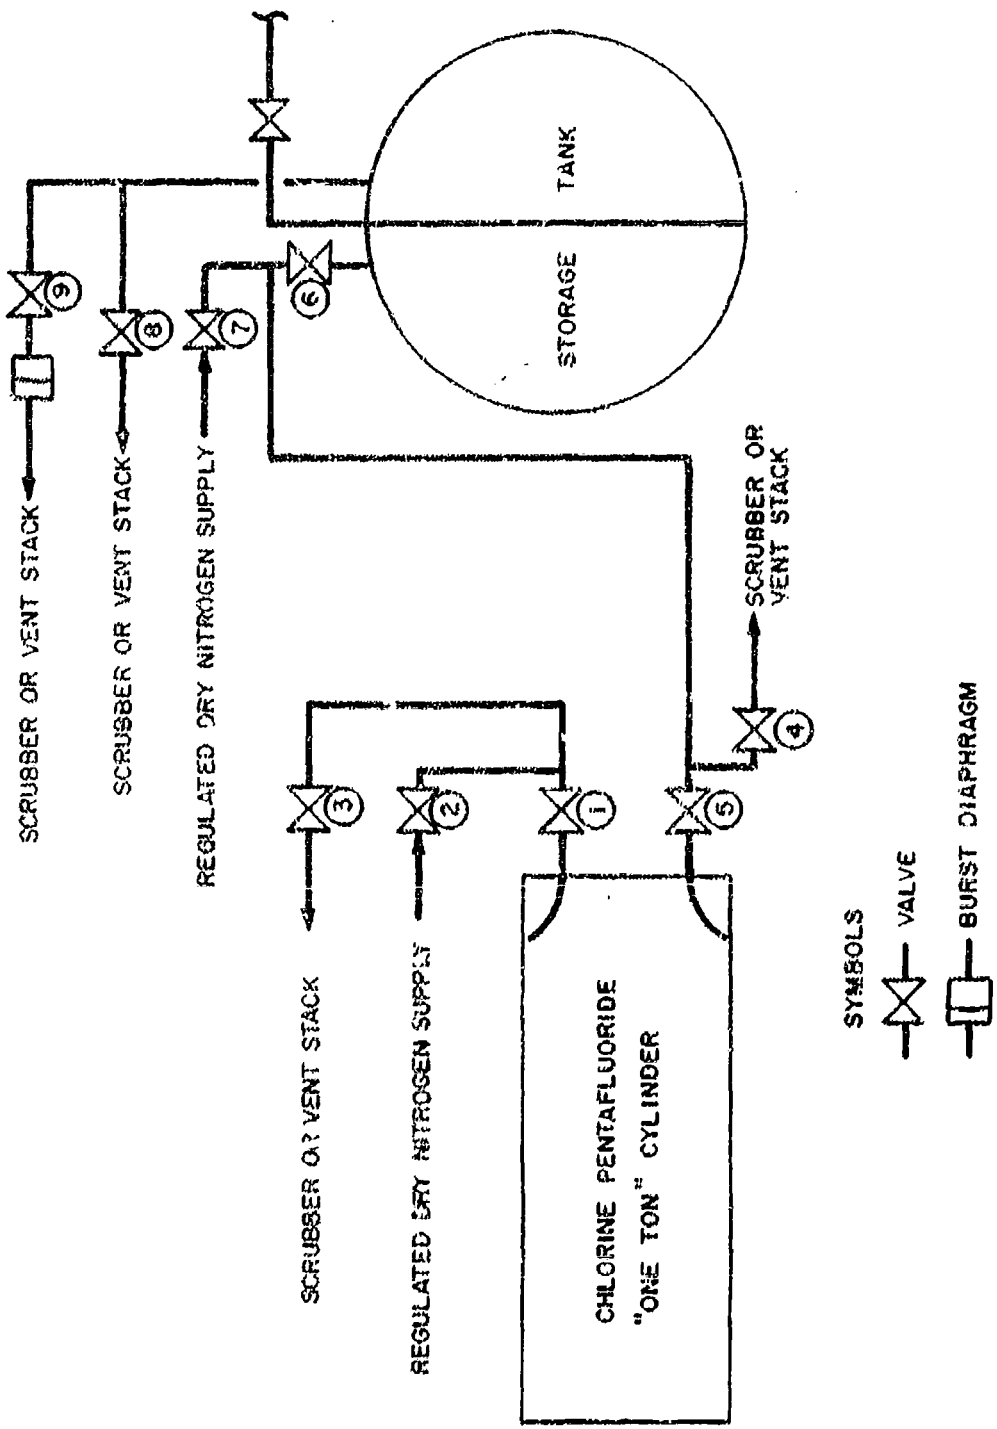 SCRUBBER OR VENT STACK
9
SCRUBBER OR VENT STACK
8
REGULATED DRY NITROGEN SUPPLY
7
6
STORAGE TANK
SCRUBBER OR VENT STACK
3
REGULATED DRY NITROGEN SUPPLY
2
1
5
4
SCRUBBER OR
VENT STACK
CHLORINE PENTAFLUORIDE
"ONE TON" CYLINDER
SYMBOLS
VALVE
BURST DIAPHRAGM